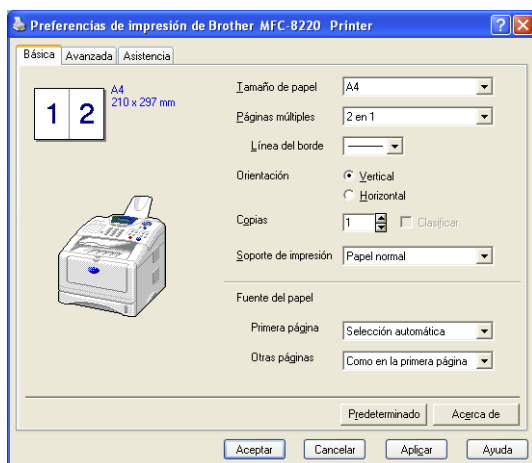 Preferencias de impresión de Brother MFC-8220 Printer
Básica Avanzada Asistencia
A4
210 x 297 mm
1 2
Tamaño de papel A4
Páginas múltiples 2 en 1
Línea del borde
Orientación Vertical
Horizontal
Copias 1 Clasificar
Soporte de impresión Papel normal
Fuente del papel
Primera página Selección automática
Otras páginas Como en la primera página
Predeterminado Acerca de
Aceptar Cancelar Aplicar Ayuda